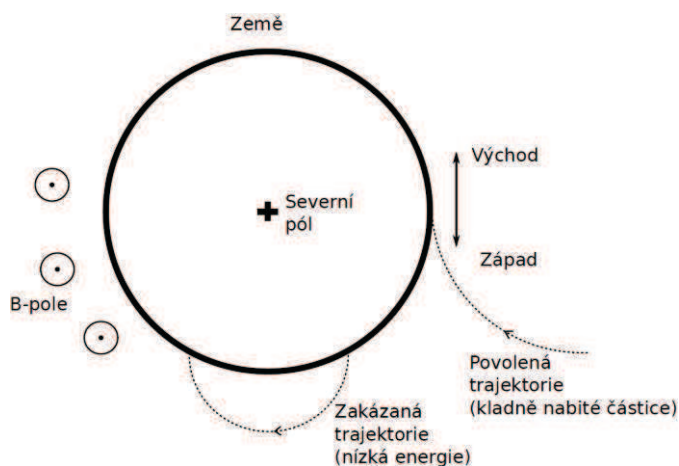 Země
Východ
Severní
pól
Západ
B-pole
Povolená
trajektorie
(kladně nabité částice)
Zakázaná
trajektorie
(nízká energie)